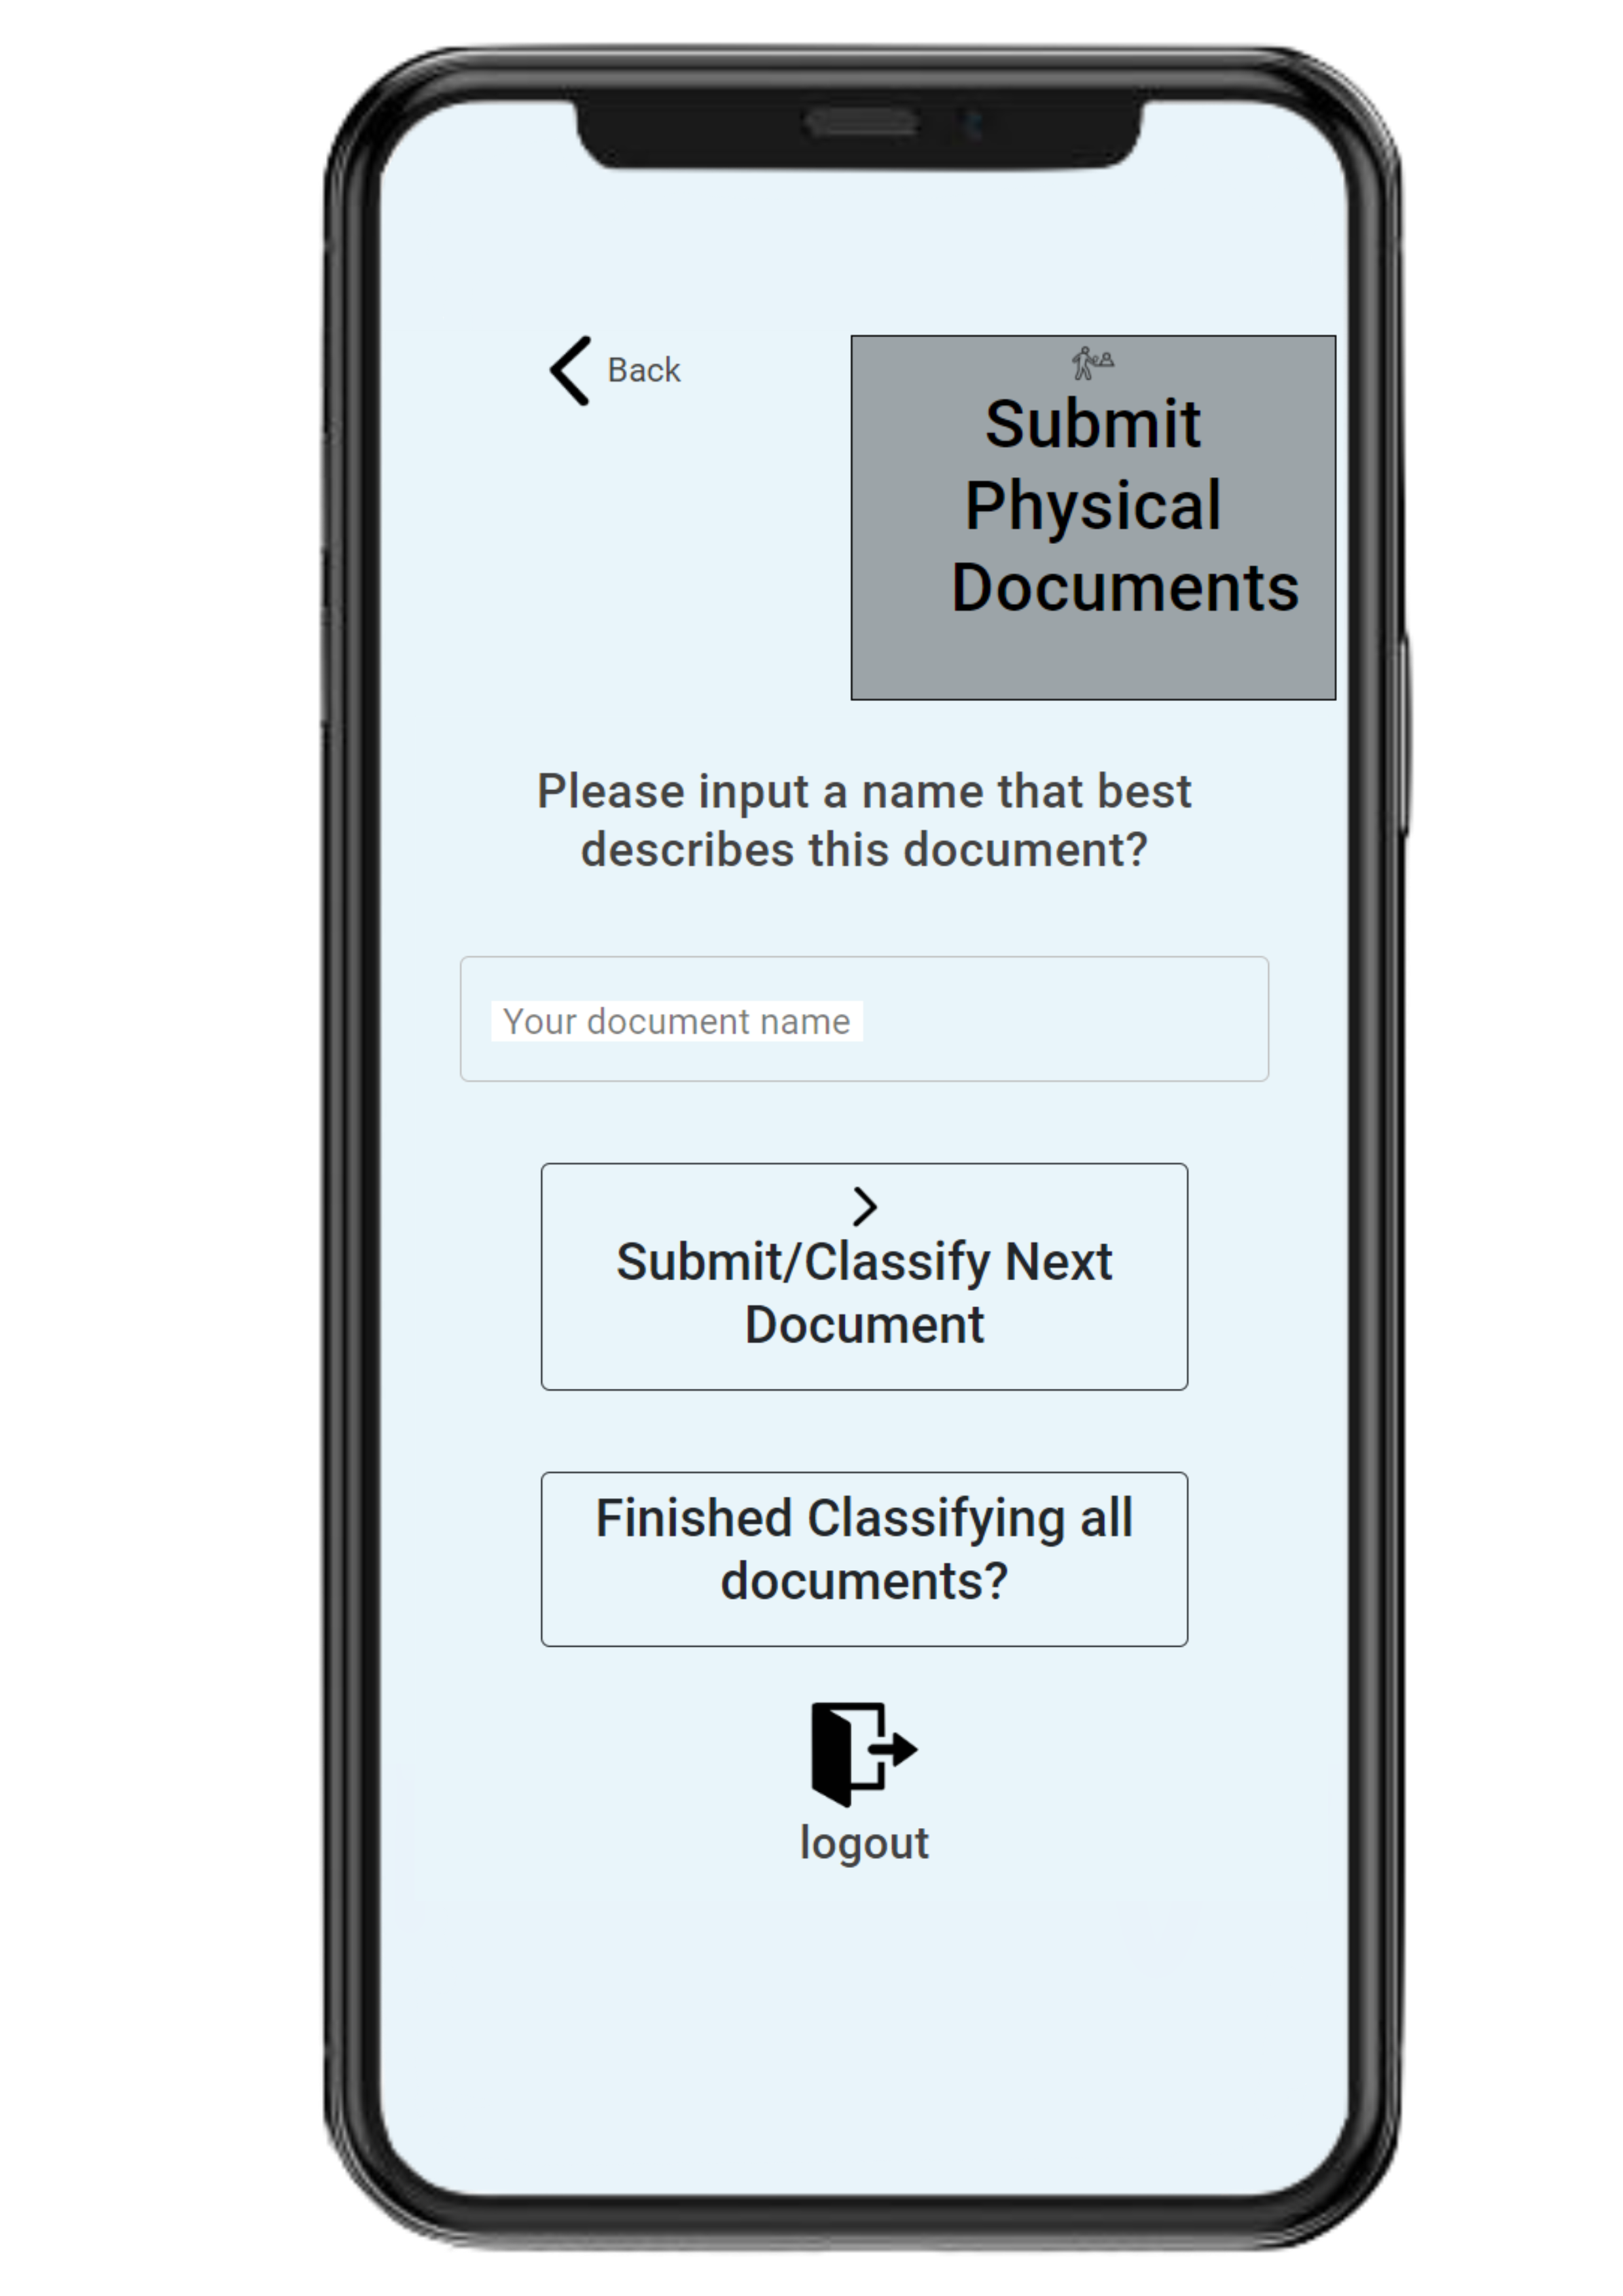 Back
Submit
Physical
Documents
Please input a name that best
describes this document?
Your document name
Submit/Classify Next
Document
Finished Classifying all
documents?
logout